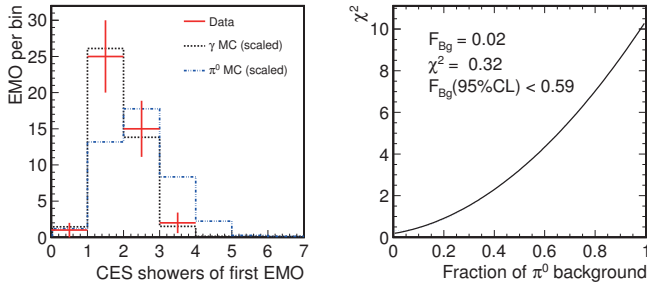 EMO per bin
30
25
20
15
10
5
0
Data
γ MC (scaled)
π⁰ MC (scaled)
0 1 2 3 4 5 6 7
CES showers of first EMO
χ²
10
8
6
4
2
0
F_Bg = 0.02
χ² = 0.32
F_Bg(95%CL) < 0.59
0 0.2 0.4 0.6 0.8 1
Fraction of π⁰ background